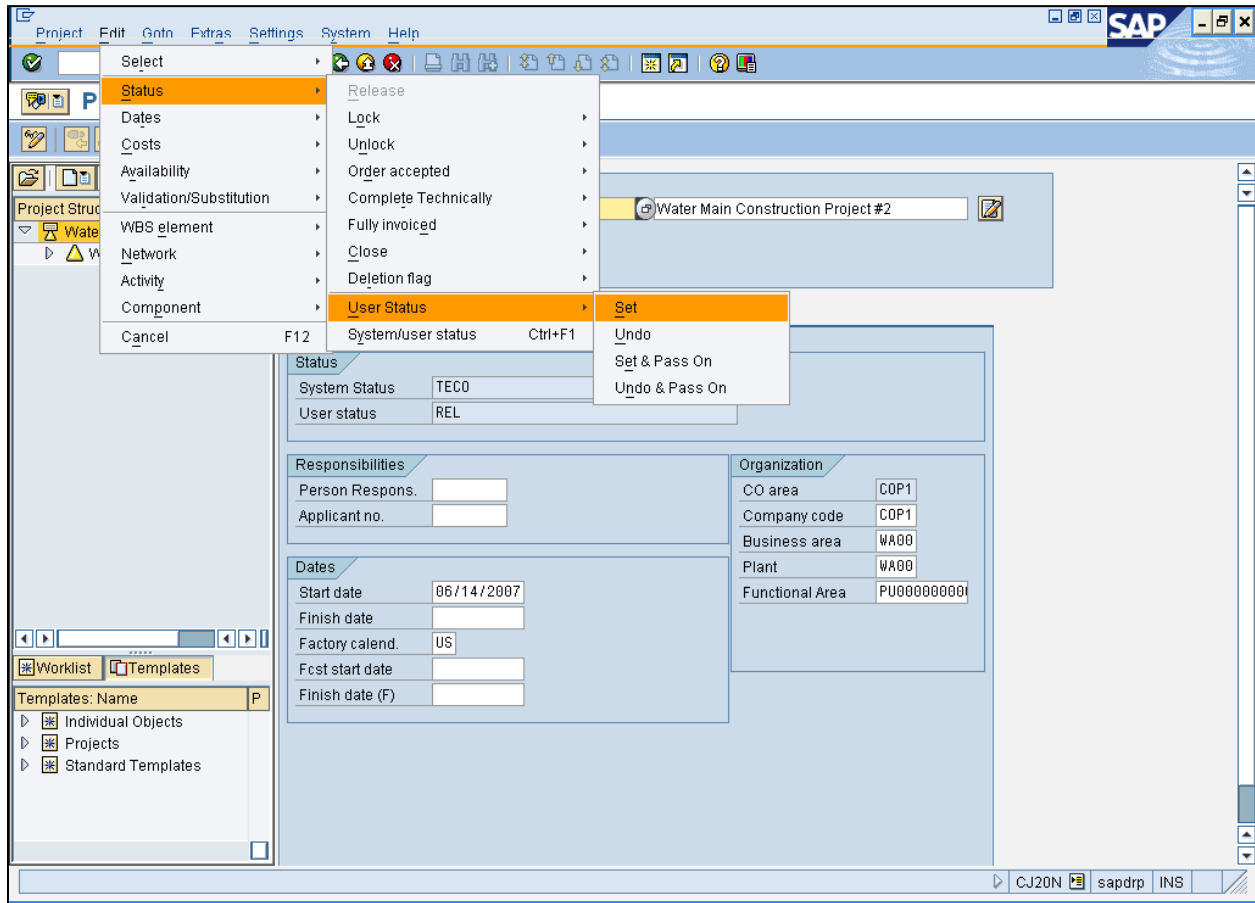 Project Edit Goto Extras Settings System Help
SAP
Select
Status
Dates
Costs
Availability
Validation/Substitution
WBS element
Network
Activity
Component
Cancel F12
Release
Lock
Unlock
Order accepted
Complete Technically
Fully invoiced
Close
Deletion flag
User Status
System/user status Ctrl+F1
Set
Undo
Set & Pass On
Undo & Pass On
P
Project Struc
Wate
W
Water Main Construction Project #2
Status
System Status TECO
User status REL
Responsibilities
Person Respons.
Applicant no.
Organization
CO area COP1
Company code COP1
Business area WA00
Plant WA00
Functional Area PU000000000
Dates
Start date 06/14/2007
Finish date
Factory calend. US
Fcst start date
Finish date (F)
Worklist Templates
Templates: Name P
Individual Objects
Projects
Standard Templates
CJ20N sapdrp INS